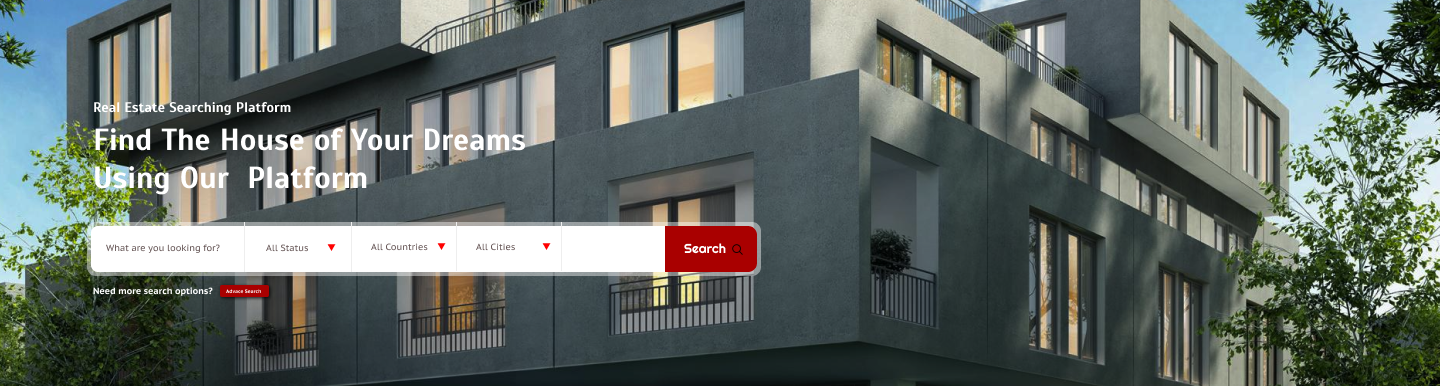 Real Estate Searching Platform
Find The House of Your Dreams
Using Our Platform
What are you looking for?
All Status
All Countries
All Cities
Search
Need more search options?
Advace Search